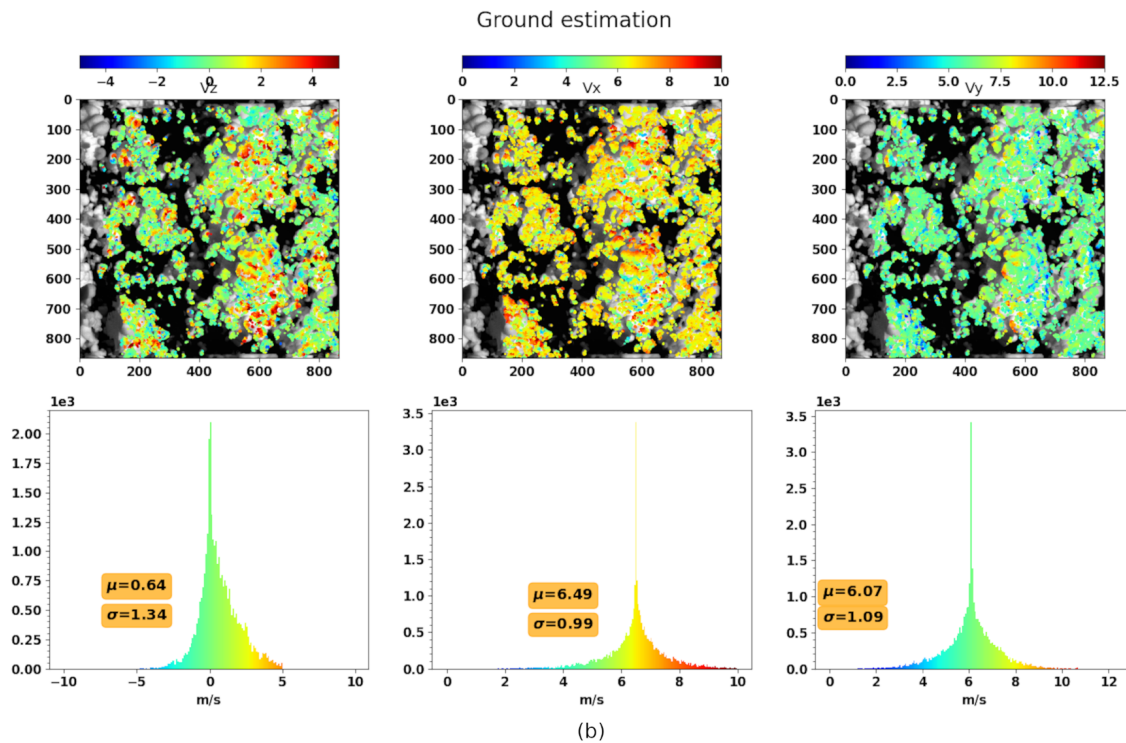 Ground estimation
−4 −2 0 2 4
Vz
0 2 4 6 8 10
Vx
0.0 2.5 5.0 7.5 10.0 12.5
Vy
0
100
200
300
400
500
600
700
800
0 200 400 600 800
0
100
200
300
400
500
600
700
800
0 200 400 600 800
0
100
200
300
400
500
600
700
800
0 200 400 600 800
1e3
2.00
1.75
1.50
1.25
1.00
0.75
0.50
0.25
0.00
μ=0.64
σ=1.34
−10 −5 0 5 10
m/s
1e3
3.5
3.0
2.5
2.0
1.5
1.0
0.5
0.0
μ=6.49
σ=0.99
0 2 4 6 8 10
m/s
1e3
3.5
3.0
2.5
2.0
1.5
1.0
0.5
0.0
μ=6.07
σ=1.09
0 2 4 6 8 10 12
m/s
(b)